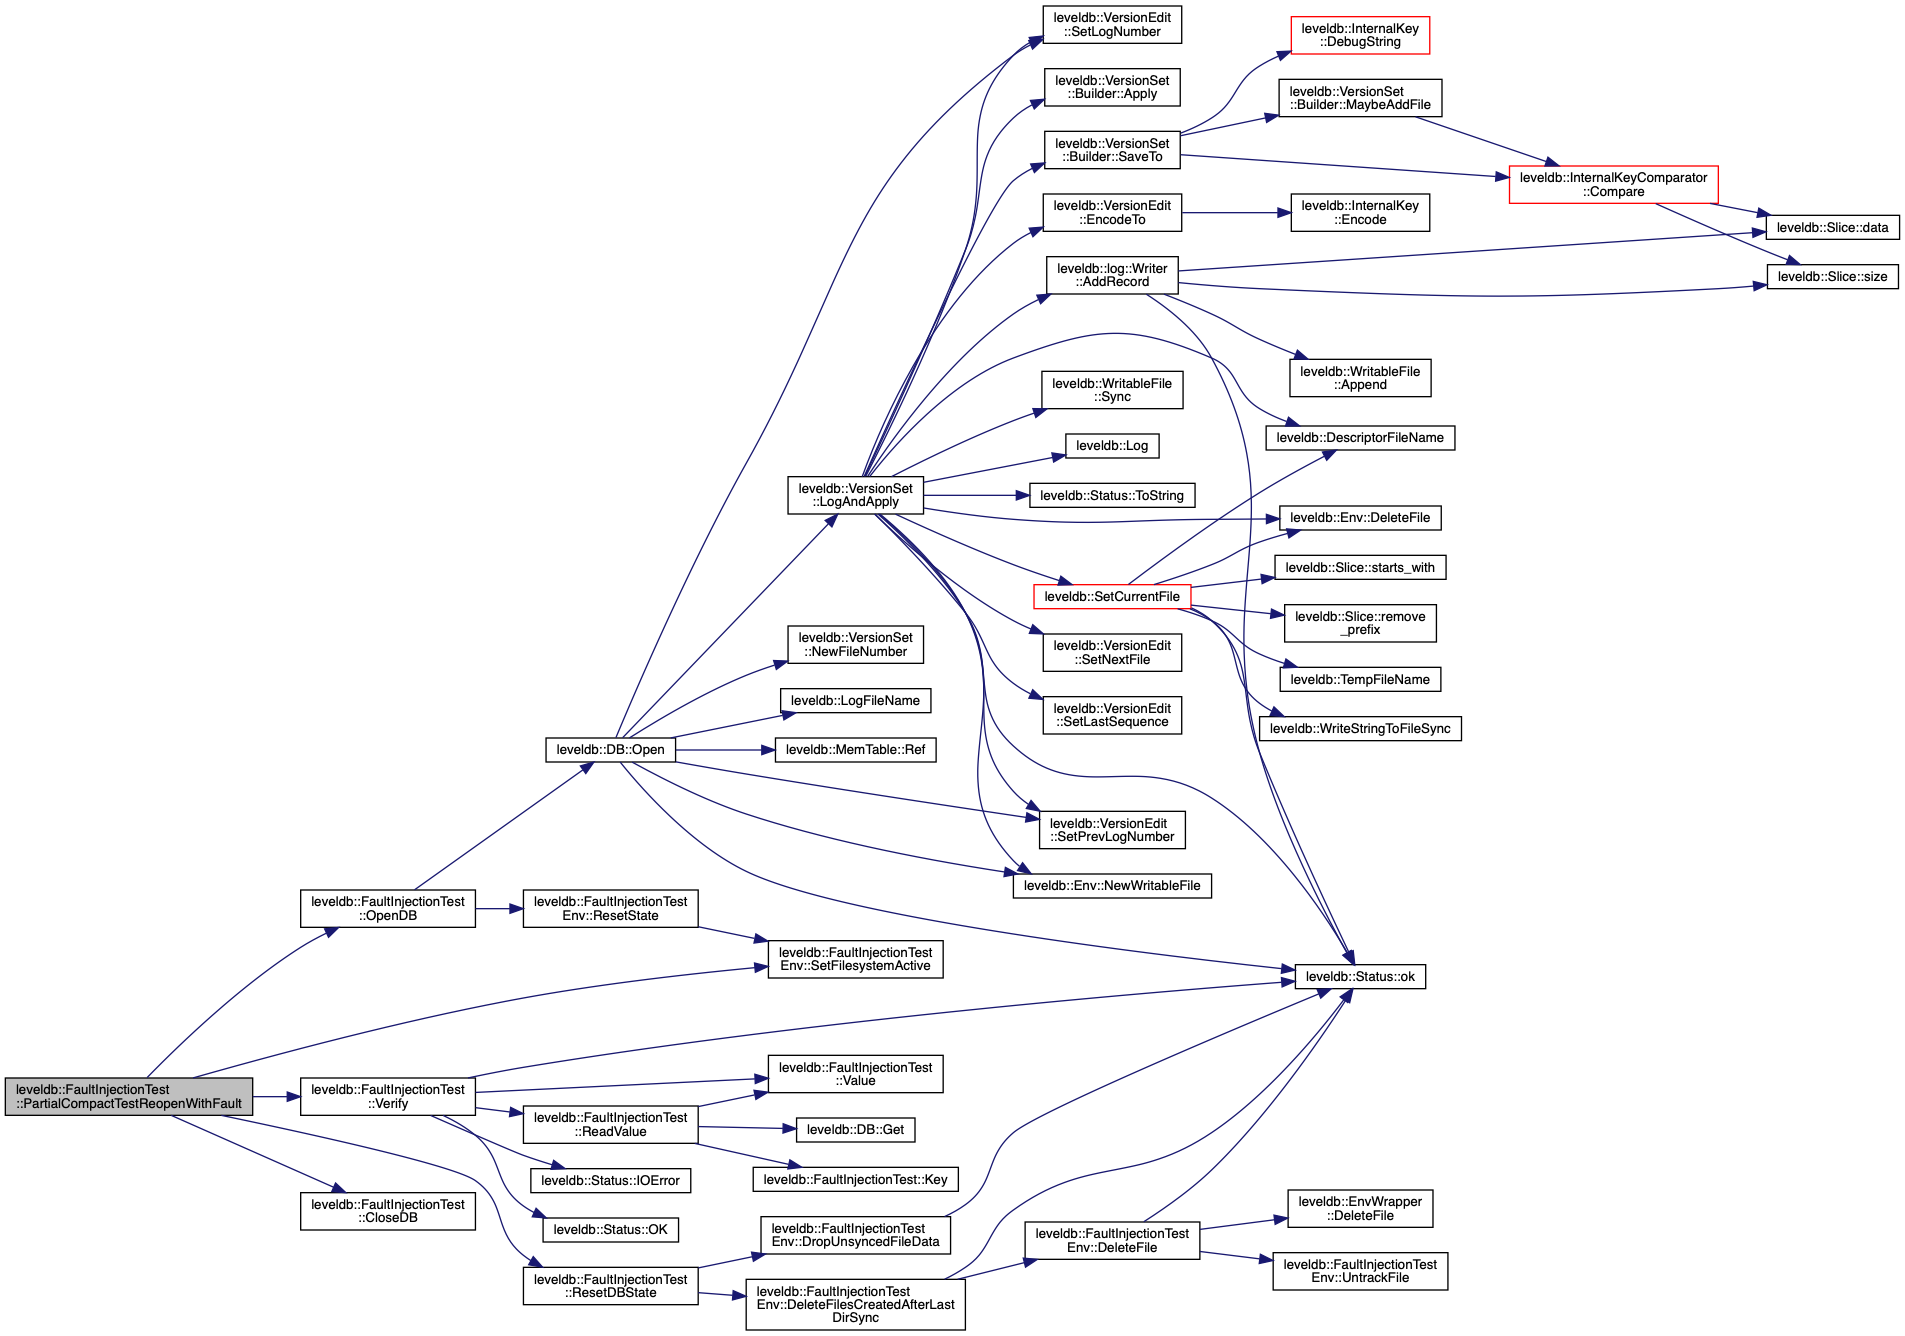 leveldb::VersionEdit
::SetLogNumber
leveldb::InternalKey
::DebugString
leveldb::VersionSet
::Builder::Apply
leveldb::VersionSet
::Builder::MaybeAddFile
leveldb::VersionSet
::Builder::SaveTo
leveldb::InternalKeyComparator
::Compare
leveldb::VersionEdit
::EncodeTo
leveldb::InternalKey
::Encode
leveldb::Slice::data
leveldb::log::Writer
::AddRecord
leveldb::Slice::size
leveldb::WritableFile
::Append
leveldb::WritableFile
::Sync
leveldb::DescriptorFileName
leveldb::Log
leveldb::VersionSet
::LogAndApply
leveldb::Status::ToString
leveldb::Env::DeleteFile
leveldb::Slice::starts_with
leveldb::SetCurrentFile
leveldb::Slice::remove
_prefix
leveldb::VersionSet
::NewFileNumber
leveldb::VersionEdit
::SetNextFile
leveldb::TempFileName
leveldb::LogFileName
leveldb::VersionEdit
::SetLastSequence
leveldb::WriteStringToFileSync
leveldb::DB::Open
leveldb::MemTable::Ref
leveldb::VersionEdit
::SetPrevLogNumber
leveldb::Env::NewWritableFile
leveldb::FaultInjectionTest
::OpenDB
leveldb::FaultInjectionTest
Env::ResetState
leveldb::FaultInjectionTest
Env::SetFilesystemActive
leveldb::Status::ok
leveldb::FaultInjectionTest
::PartialCompactTestReopenWithFault
leveldb::FaultInjectionTest
::Verify
leveldb::FaultInjectionTest
::Value
leveldb::FaultInjectionTest
::ReadValue
leveldb::DB::Get
leveldb::Status::IOError
leveldb::FaultInjectionTest::Key
leveldb::FaultInjectionTest
::CloseDB
leveldb::Status::OK
leveldb::FaultInjectionTest
Env::DropUnsyncedFileData
leveldb::FaultInjectionTest
Env::DeleteFile
leveldb::EnvWrapper
::DeleteFile
leveldb::FaultInjectionTest
Env::UntrackFile
leveldb::FaultInjectionTest
::ResetDBState
leveldb::FaultInjectionTest
Env::DeleteFilesCreatedAfterLast
DirSync